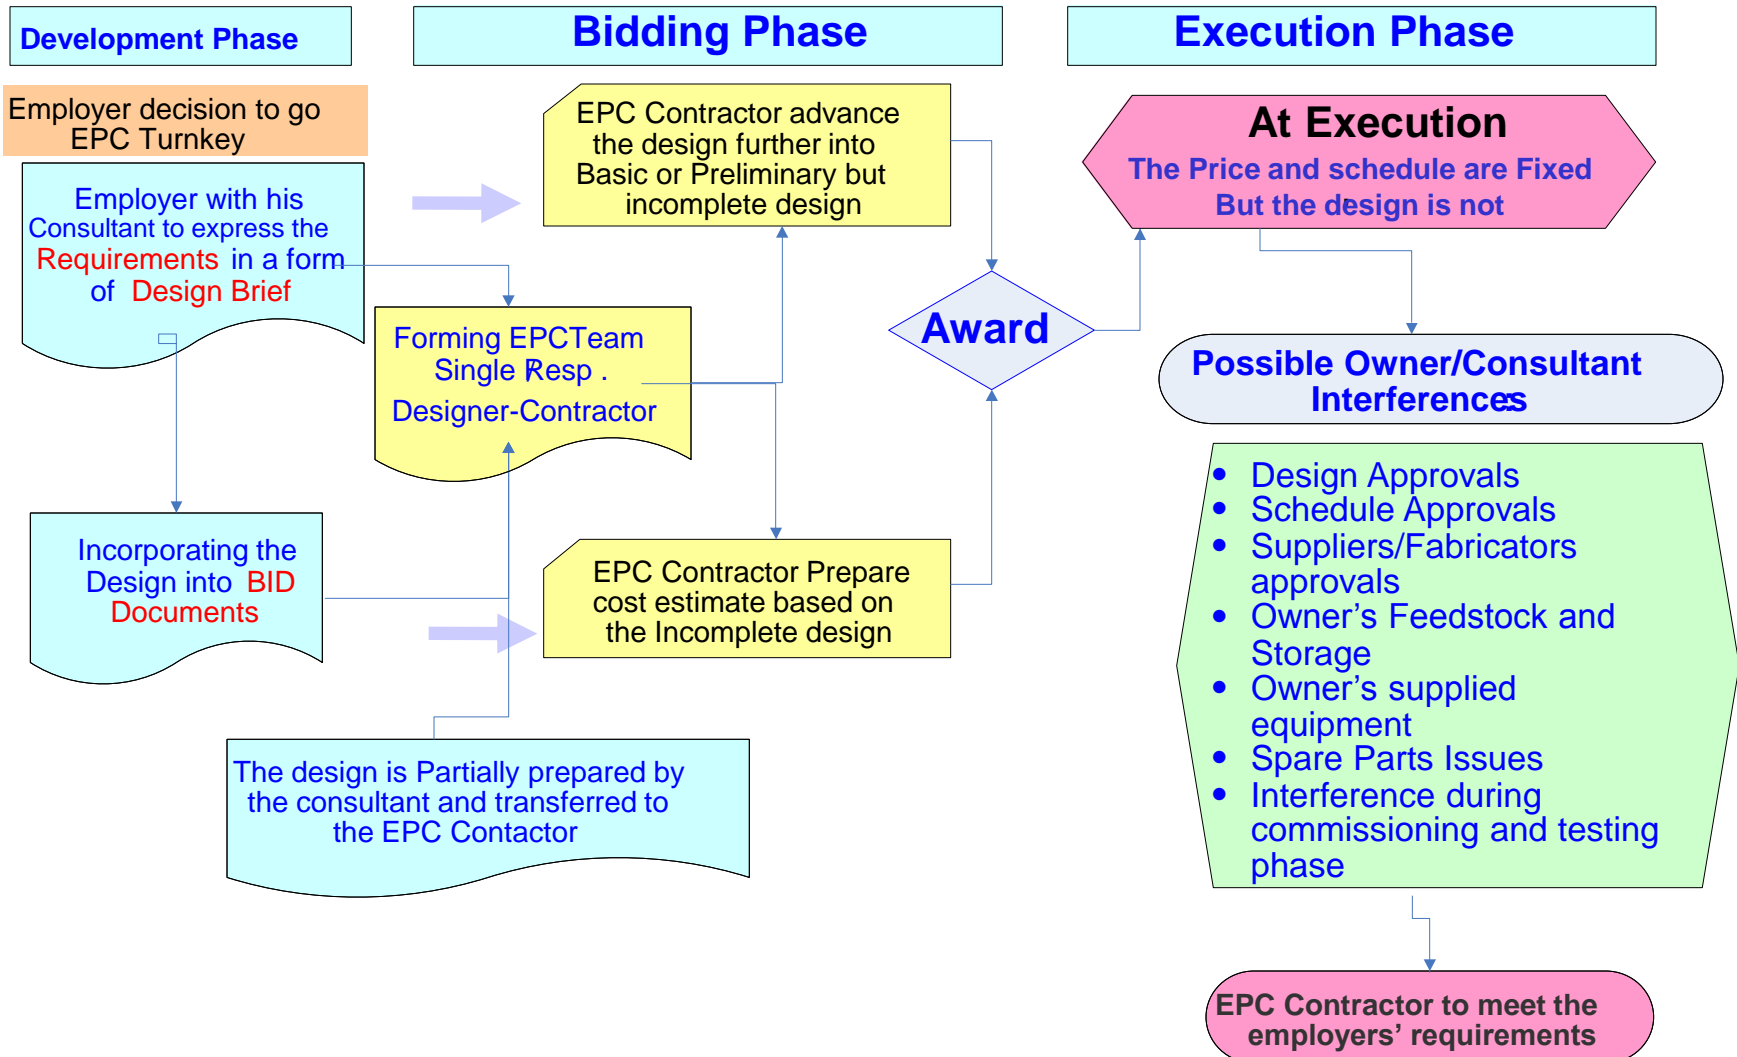 Development Phase
Bidding Phase
Execution Phase
Employer decision to go
EPC Turnkey
Employer with his
Consultant to express the
Requirements in a form
of Design Brief
Incorporating the
Design into BID
Documents
The design is Partially prepared by
the consultant and transferred to
the EPC Contactor
Forming EPCTeam
Single Resp .
Designer-Contractor
EPC Contractor advance
the design further into
Basic or Preliminary but
incomplete design
EPC Contractor Prepare
cost estimate based on
the Incomplete design
Award
At Execution
The Price and schedule are Fixed
But the design is not
Possible Owner/Consultant
Interferences
• Design Approvals
• Schedule Approvals
• Suppliers/Fabricators
approvals
• Owner’s Feedstock and
Storage
• Owner’s supplied
equipment
• Spare Parts Issues
• Interference during
commissioning and testing
phase
EPC Contractor to meet the
employers’ requirements